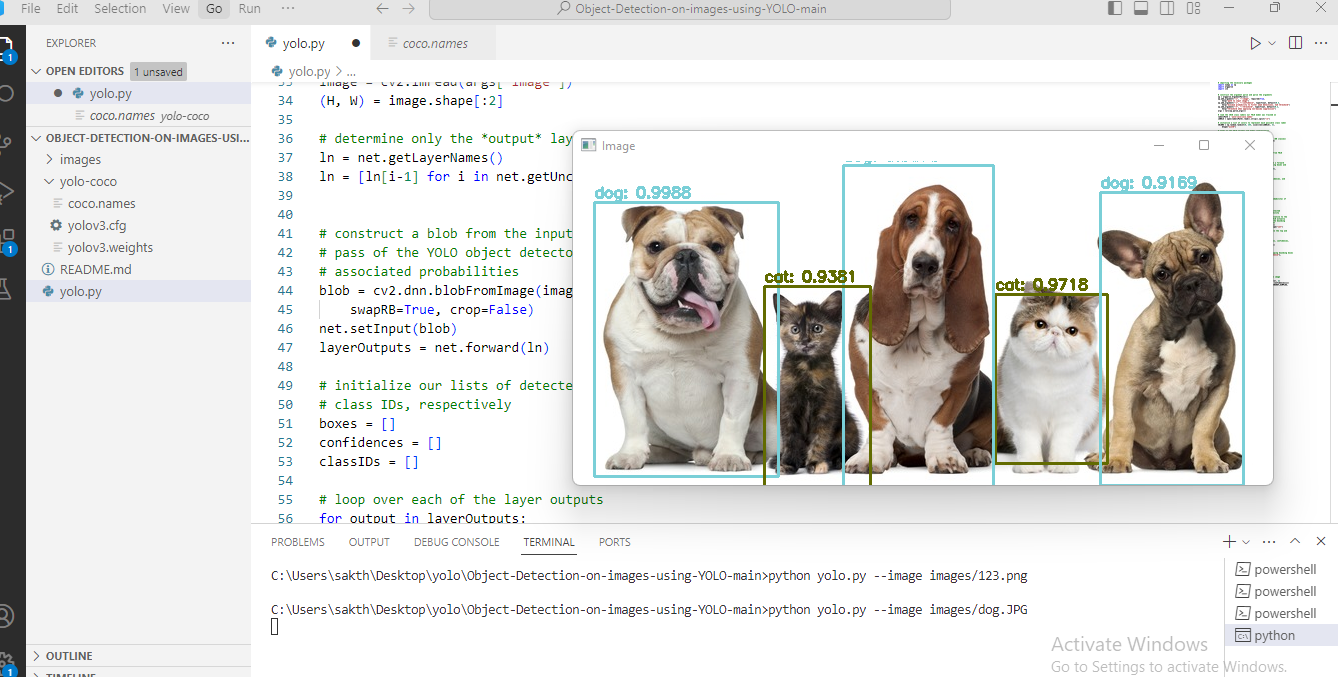 File Edit Selection View Go Run ···
Object-Detection-on-images-using-YOLO-main
EXPLORER ···
OPEN EDITORS 1 unsaved
yolo.py
coco.names yolo-coco
OBJECT-DETECTION-ON-IMAGES-USI...
images
yolo-coco
coco.names
yolov3.cfg
yolov3.weights
README.md
yolo.py
OUTLINE
TIMELINE
1
1
1
yolo.py
coco.names
yolo.py > ...
33 image = cv2.imread(args["image"])
34 (H, W) = image.shape[:2]
35
36 # determine only the *output* lay
37 ln = net.getLayerNames()
38 ln = [ln[i-1] for i in net.getUnc
39
40
41 # construct a blob from the input
42 # pass of the YOLO object detecto
43 # associated probabilities
44 blob = cv2.dnn.blobFromImage(imag
45 swapRB=True, crop=False)
46 net.setInput(blob)
47 layerOutputs = net.forward(ln)
48
49 # initialize our lists of detecte
50 # class IDs, respectively
51 boxes = []
52 confidences = []
53 classIDs = []
54
55 # loop over each of the layer outputs
56 for output in layerOutputs:
Image
dog: 0.9988
cat: 0.9381
cat: 0.9718
dog: 0.9169
PROBLEMS OUTPUT DEBUG CONSOLE TERMINAL PORTS
C:\Users\sakth\Desktop\yolo\Object-Detection-on-images-using-YOLO-main>python yolo.py --image images/123.png
C:\Users\sakth\Desktop\yolo\Object-Detection-on-images-using-YOLO-main>python yolo.py --image images/dog.JPG
powershell
powershell
powershell
python
Activate Windows
Go to Settings to activate Windows.